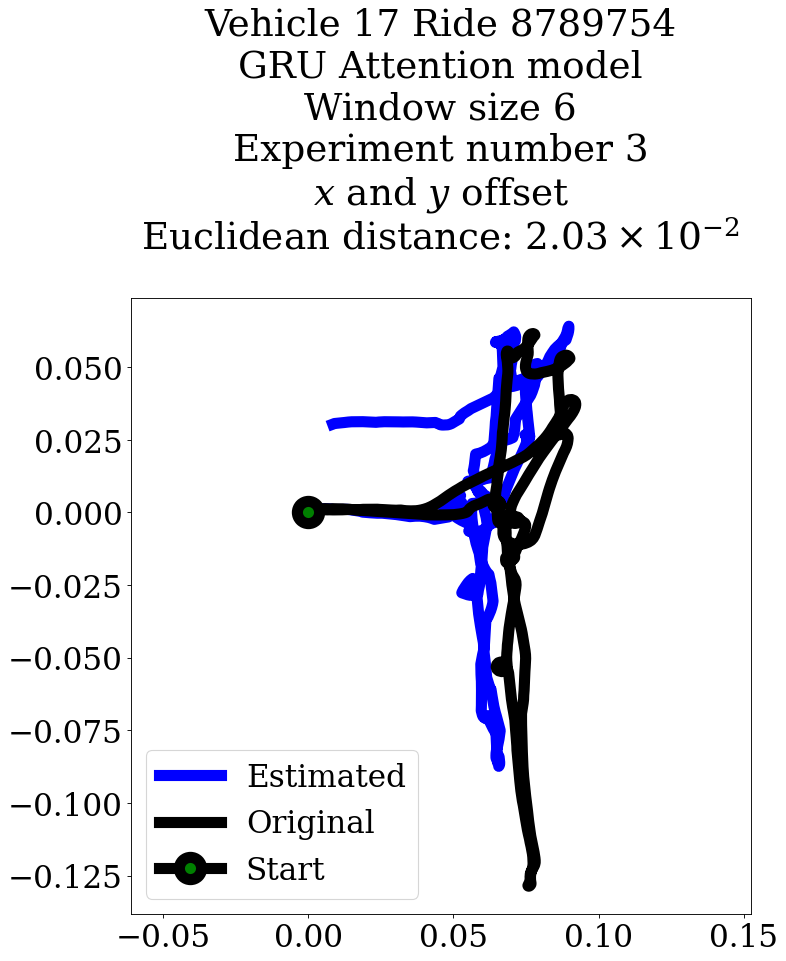 Vehicle 17 Ride 8789754
GRU Attention model
Window size 6
Experiment number 3
x and y offset
Euclidean distance: 2.03 × 10⁻²
0.050
0.025
0.000
−0.025
−0.050
−0.075
−0.100
−0.125
Estimated
Original
Start
−0.05 0.00 0.05 0.10 0.15